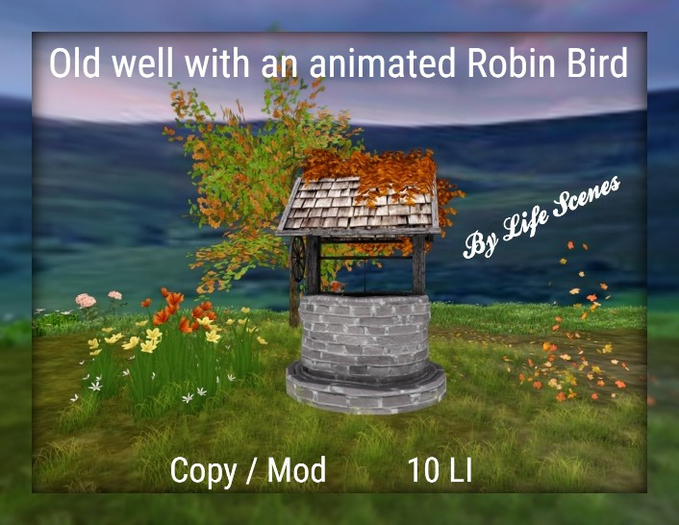 Old well with an animated Robin Bird
By Life Scenes
Copy / Mod 10 LI